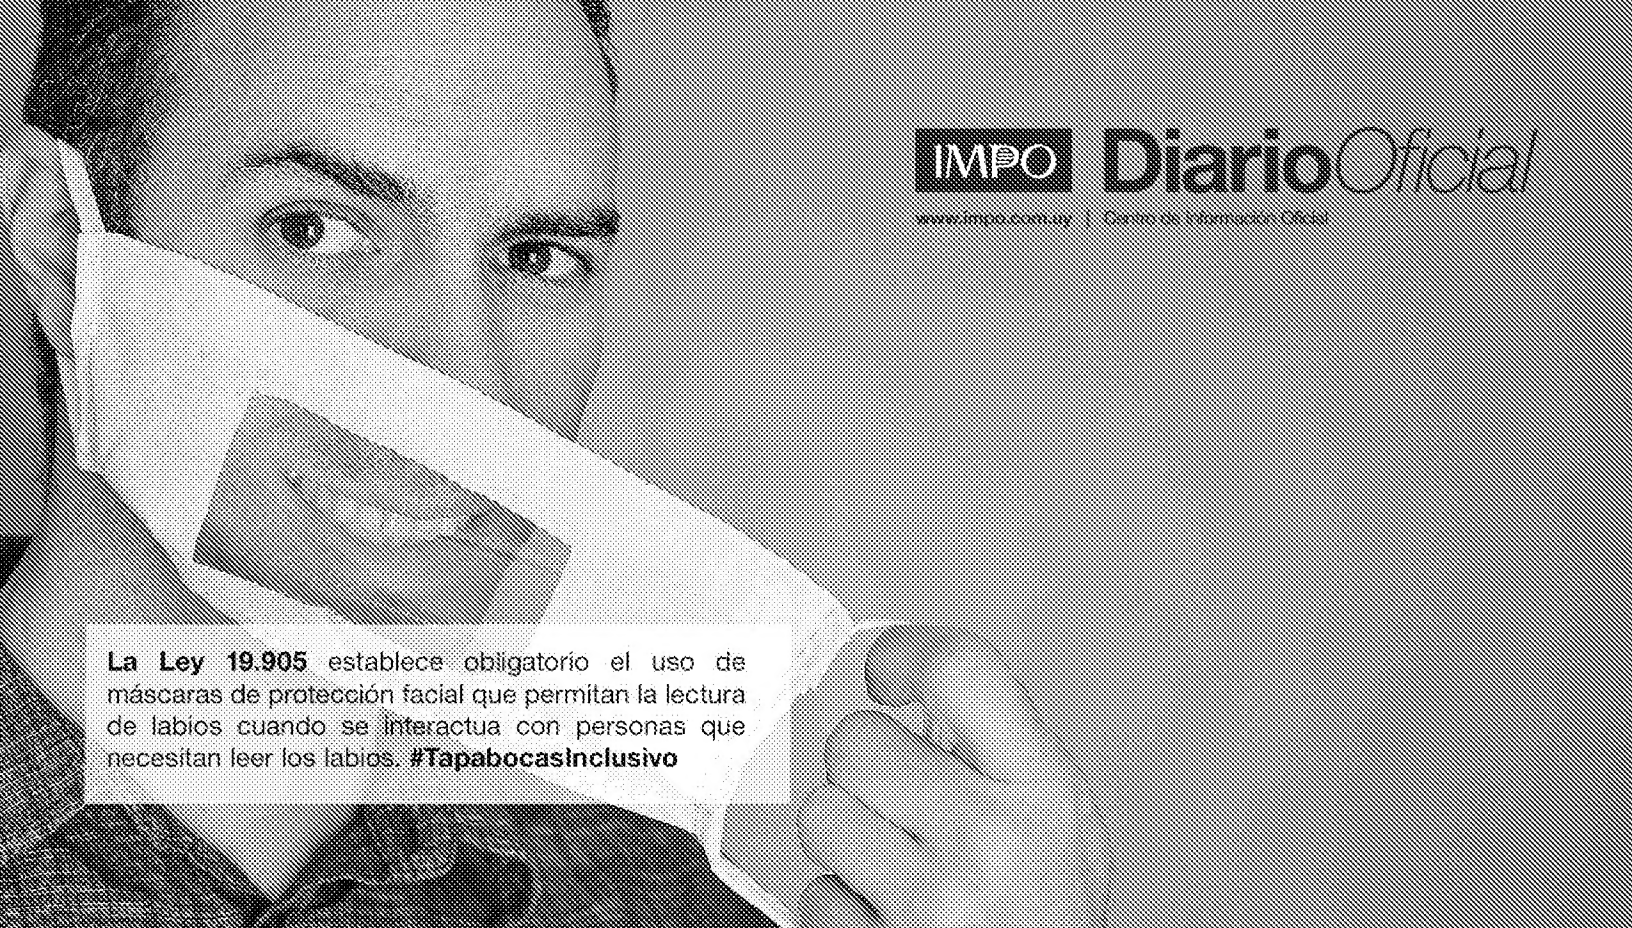 IMPO DiarioOficial
www.impo.com.uy | Centro de Información Oficial
La Ley 19.905 establece obligatorio el uso de
máscaras de protección facial que permitan la lectura
de labios cuando se interactua con personas que
necesitan leer los labios. #TapabocasInclusivo